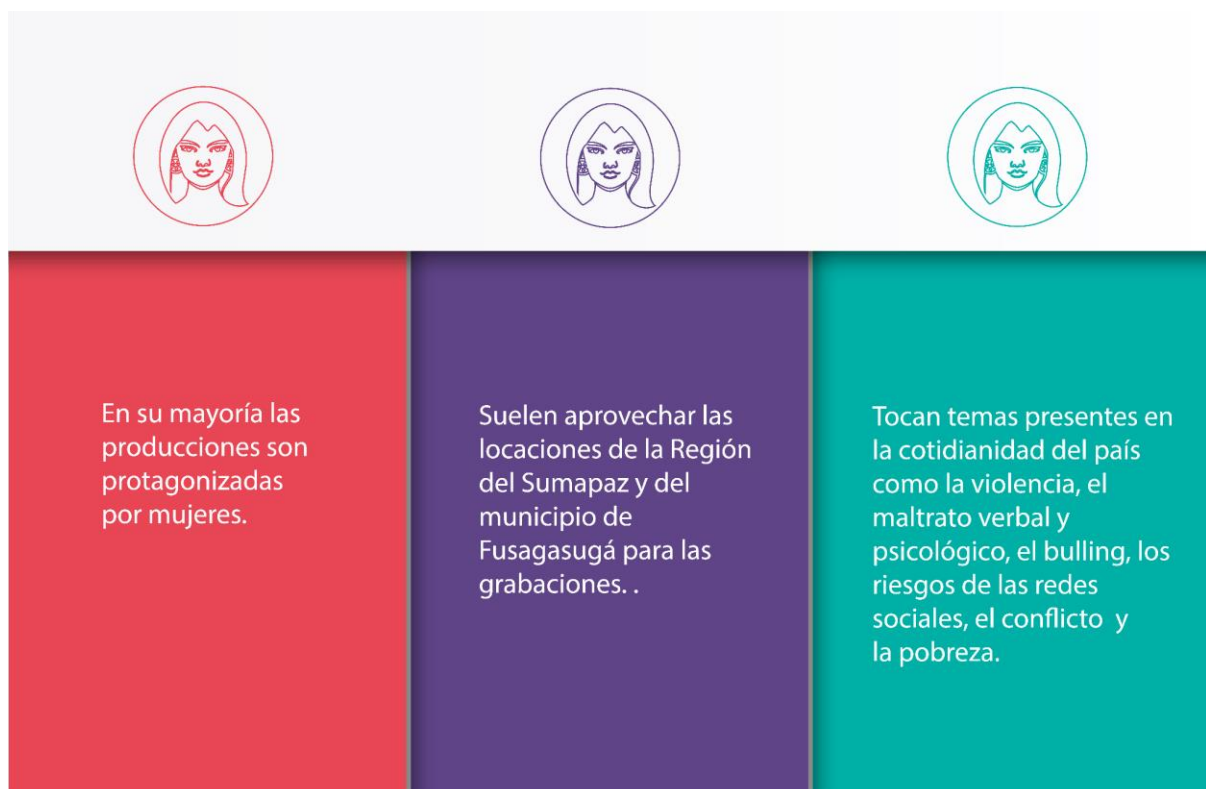 En su mayoría las
producciones son
protagonizadas
por mujeres.
Suelen aprovechar las
locaciones de la Región
del Sumapaz y del
municipio de
Fusagasugá para las
grabaciones. .
Tocan temas presentes en
la cotidianidad del país
como la violencia, el
maltrato verbal y
psicológico, el bulling, los
riesgos de las redes
sociales, el conflicto  y
la pobreza.